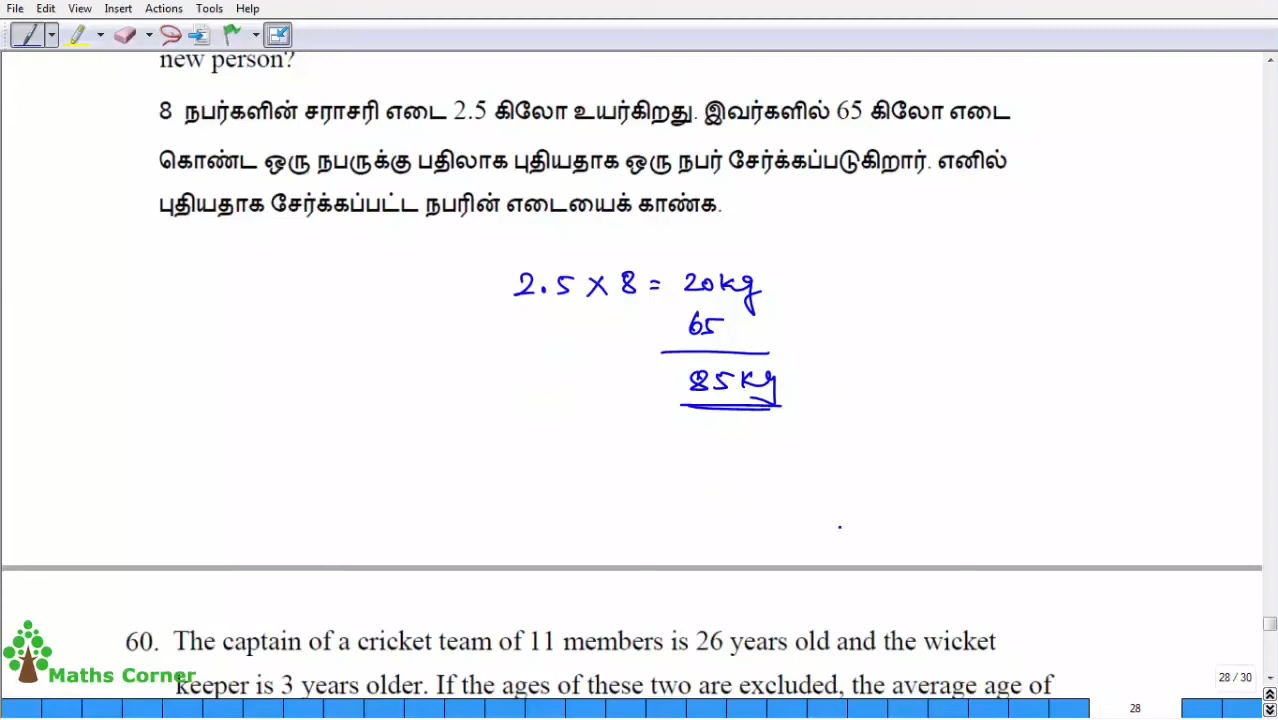 File Edit View Insert Actions Tools Help
new person?
8 நபர்களின் சராசரி எடை 2.5 கிலோ உயர்கிறது. இவர்களில் 65 கிலோ எடை
கொண்ட ஒரு நபருக்கு பதிலாக புதியதாக ஒரு நபர் சேர்க்கப்படுகிறார். எனில்
புதியதாக சேர்க்கப்பட்ட நபரின் எடையைக் காண்க.
2.5 × 8 = 20kg
65
85kg
60. The captain of a cricket team of 11 members is 26 years old and the wicket
Maths Corner
keeper is 3 years older. If the ages of these two are excluded, the average age of
28 / 30
28